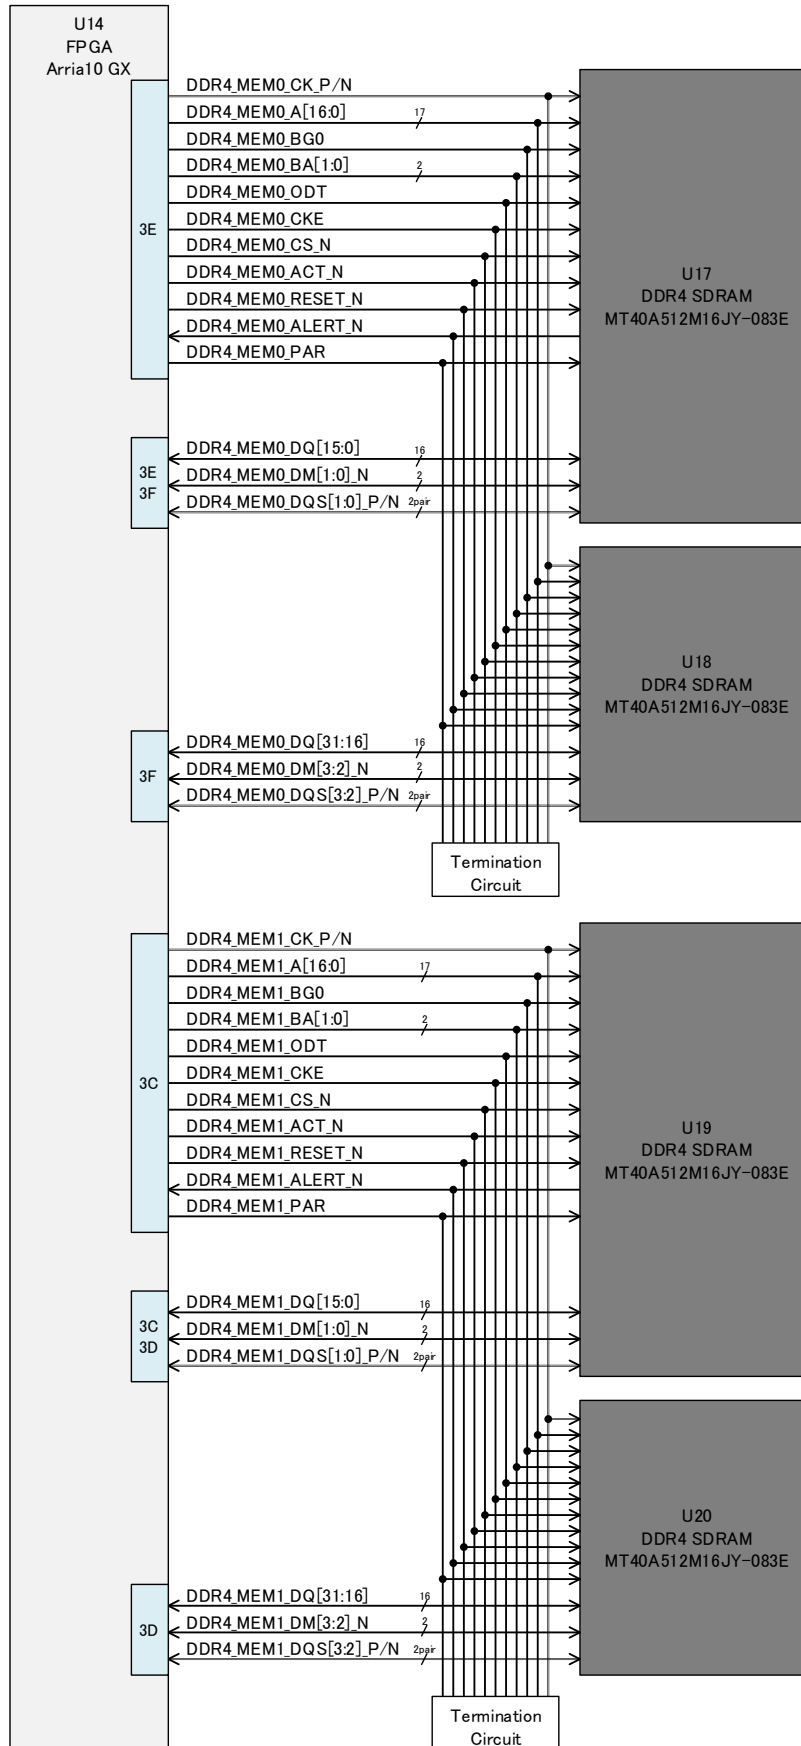 U14
FPGA
Arria10 GX
3E
DDR4_MEM0_CK_P/N
DDR4_MEM0_A[16:0] 17
DDR4_MEM0_BG0
DDR4_MEM0_BA[1:0] 2
DDR4_MEM0_ODT
DDR4_MEM0_CKE
DDR4_MEM0_CS_N
DDR4_MEM0_ACT_N
DDR4_MEM0_RESET_N
DDR4_MEM0_ALERT_N
DDR4_MEM0_PAR
U17
DDR4 SDRAM
MT40A512M16JY-083E
3E
3F
DDR4_MEM0_DQ[15:0] 16
DDR4_MEM0_DM[1:0]_N 2
DDR4_MEM0_DQS[1:0]_P/N 2pair
U18
DDR4 SDRAM
MT40A512M16JY-083E
3F
DDR4_MEM0_DQ[31:16] 16
DDR4_MEM0_DM[3:2]_N 2
DDR4_MEM0_DQS[3:2]_P/N 2pair
Termination
Circuit
3C
DDR4_MEM1_CK_P/N
DDR4_MEM1_A[16:0] 17
DDR4_MEM1_BG0
DDR4_MEM1_BA[1:0] 2
DDR4_MEM1_ODT
DDR4_MEM1_CKE
DDR4_MEM1_CS_N
DDR4_MEM1_ACT_N
DDR4_MEM1_RESET_N
DDR4_MEM1_ALERT_N
DDR4_MEM1_PAR
U19
DDR4 SDRAM
MT40A512M16JY-083E
3C
3D
DDR4_MEM1_DQ[15:0] 16
DDR4_MEM1_DM[1:0]_N 2
DDR4_MEM1_DQS[1:0]_P/N 2pair
U20
DDR4 SDRAM
MT40A512M16JY-083E
3D
DDR4_MEM1_DQ[31:16] 16
DDR4_MEM1_DM[3:2]_N 2
DDR4_MEM1_DQS[3:2]_P/N 2pair
Termination
Circuit